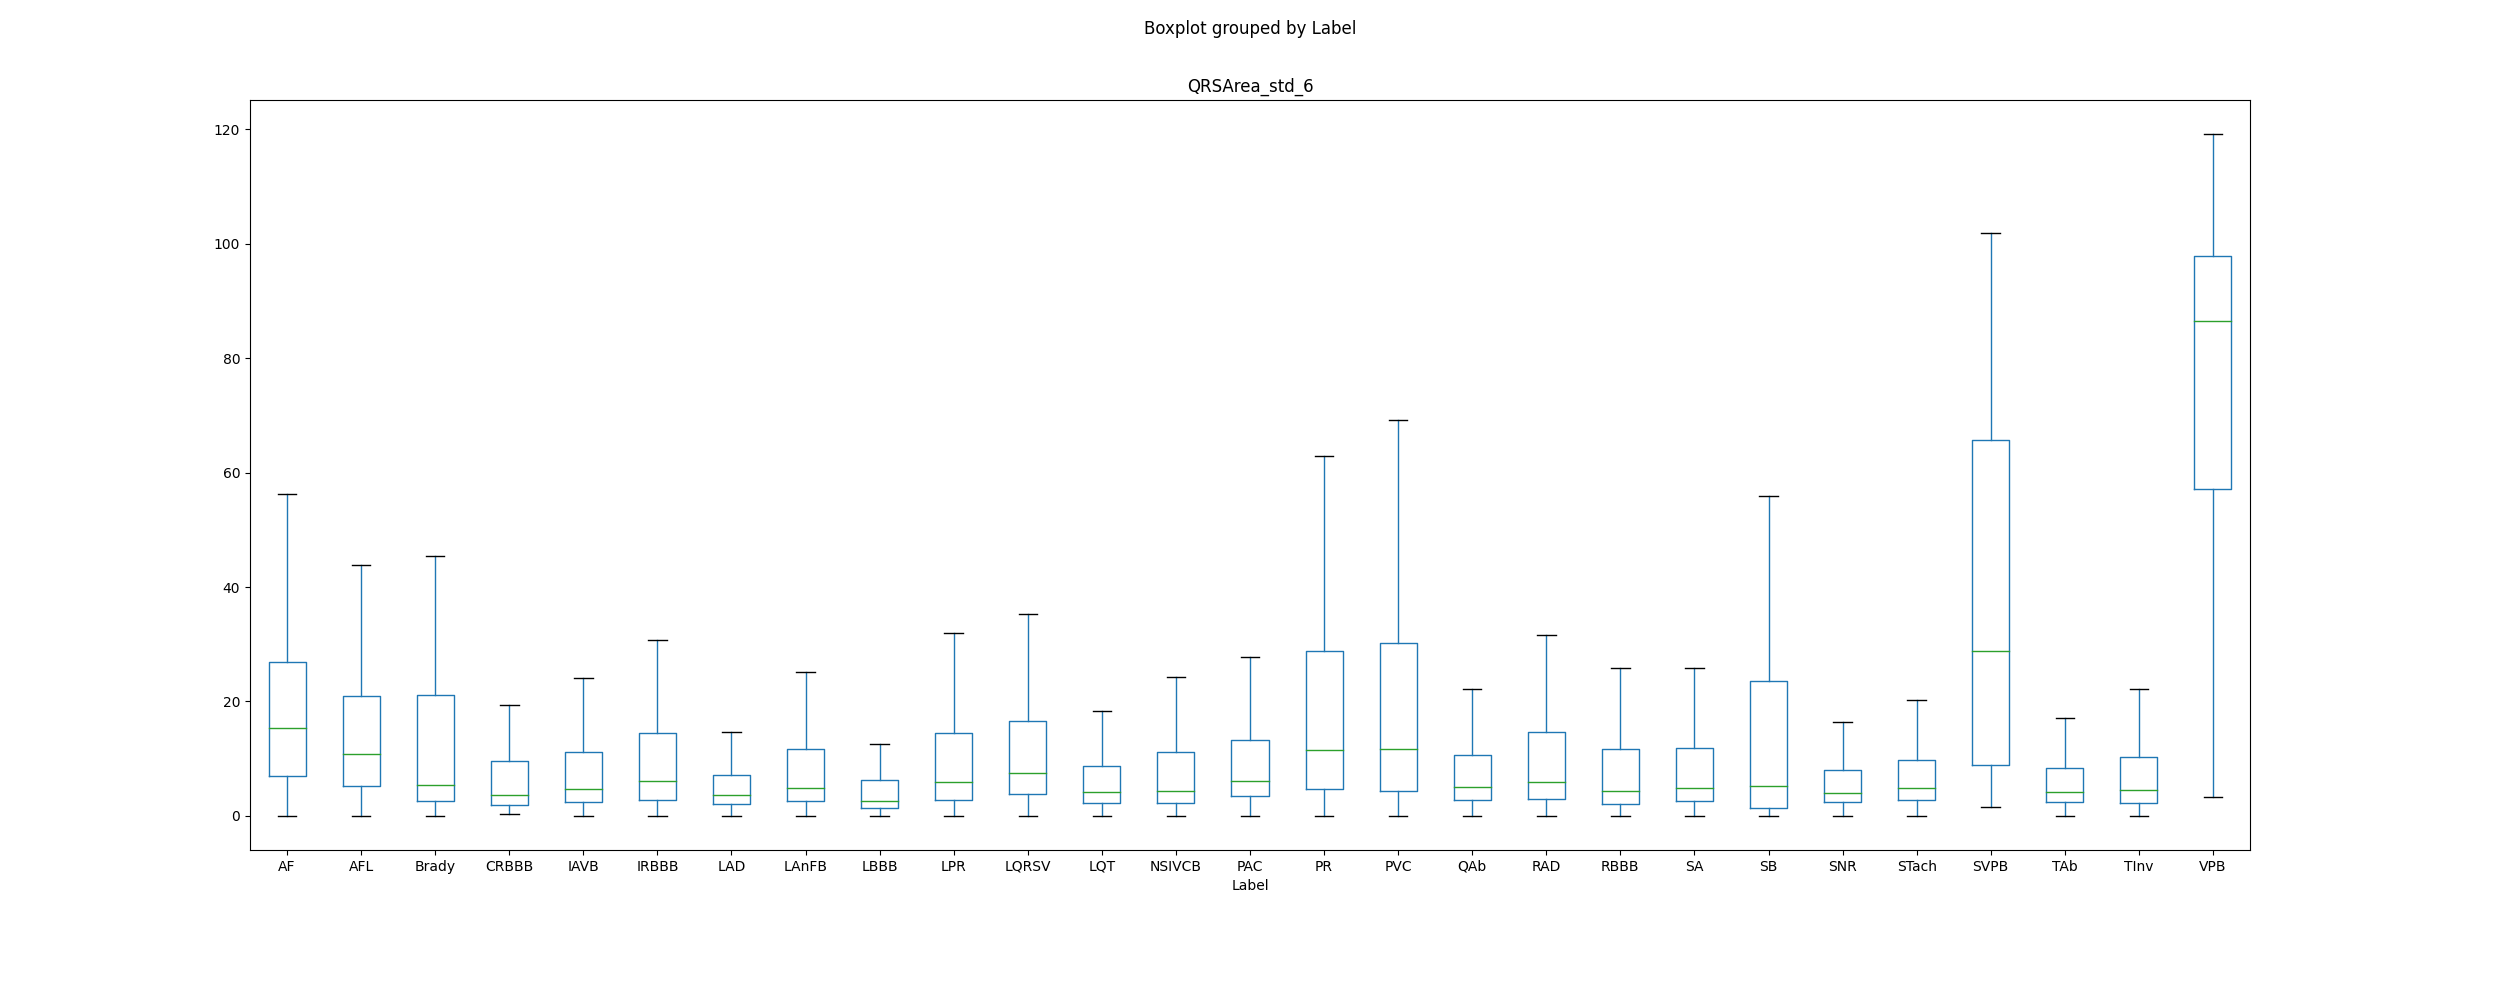 Boxplot grouped by Label
QRSArea_std_6
120
100
80
60
40
20
0
AF AFL Brady CRBBB IAVB IRBBB LAD LAnFB LBBB LPR LQRSV LQT NSIVCB PAC PR PVC QAb RAD RBBB SA SB SNR STach SVPB TAb TInv VPB
Label